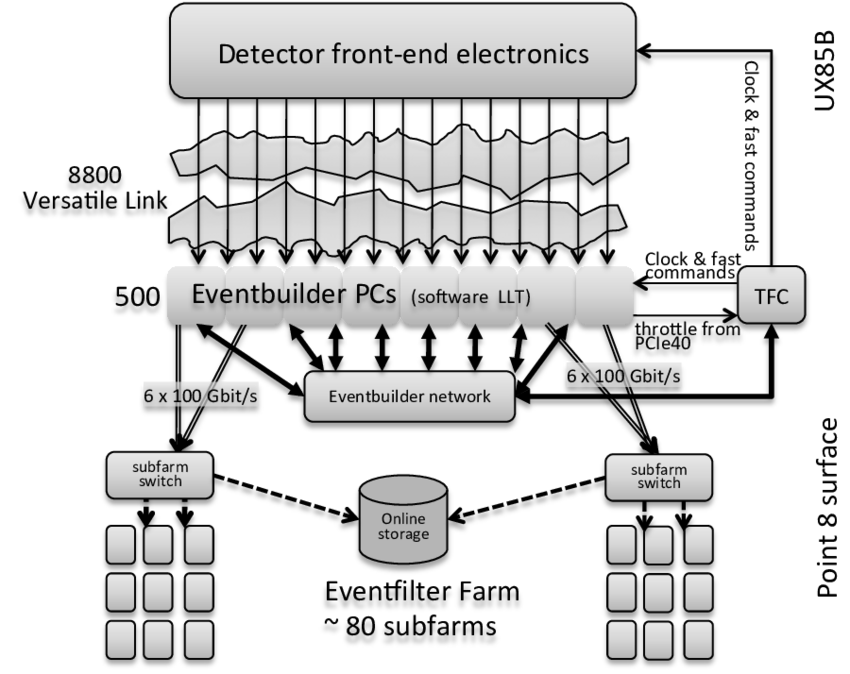 Detector front-end electronics
UX85B
Clock & fast commands
8800
Versatile Link
Clock & fast
commands
500
Eventbuilder PCs (software LLT)
TFC
throttle from
PCIe40
6 x 100 Gbit/s
6 x 100 Gbit/s
Eventbuilder network
subfarm
switch
subfarm
switch
Online
storage
Point 8 surface
Eventfilter Farm
~ 80 subfarms